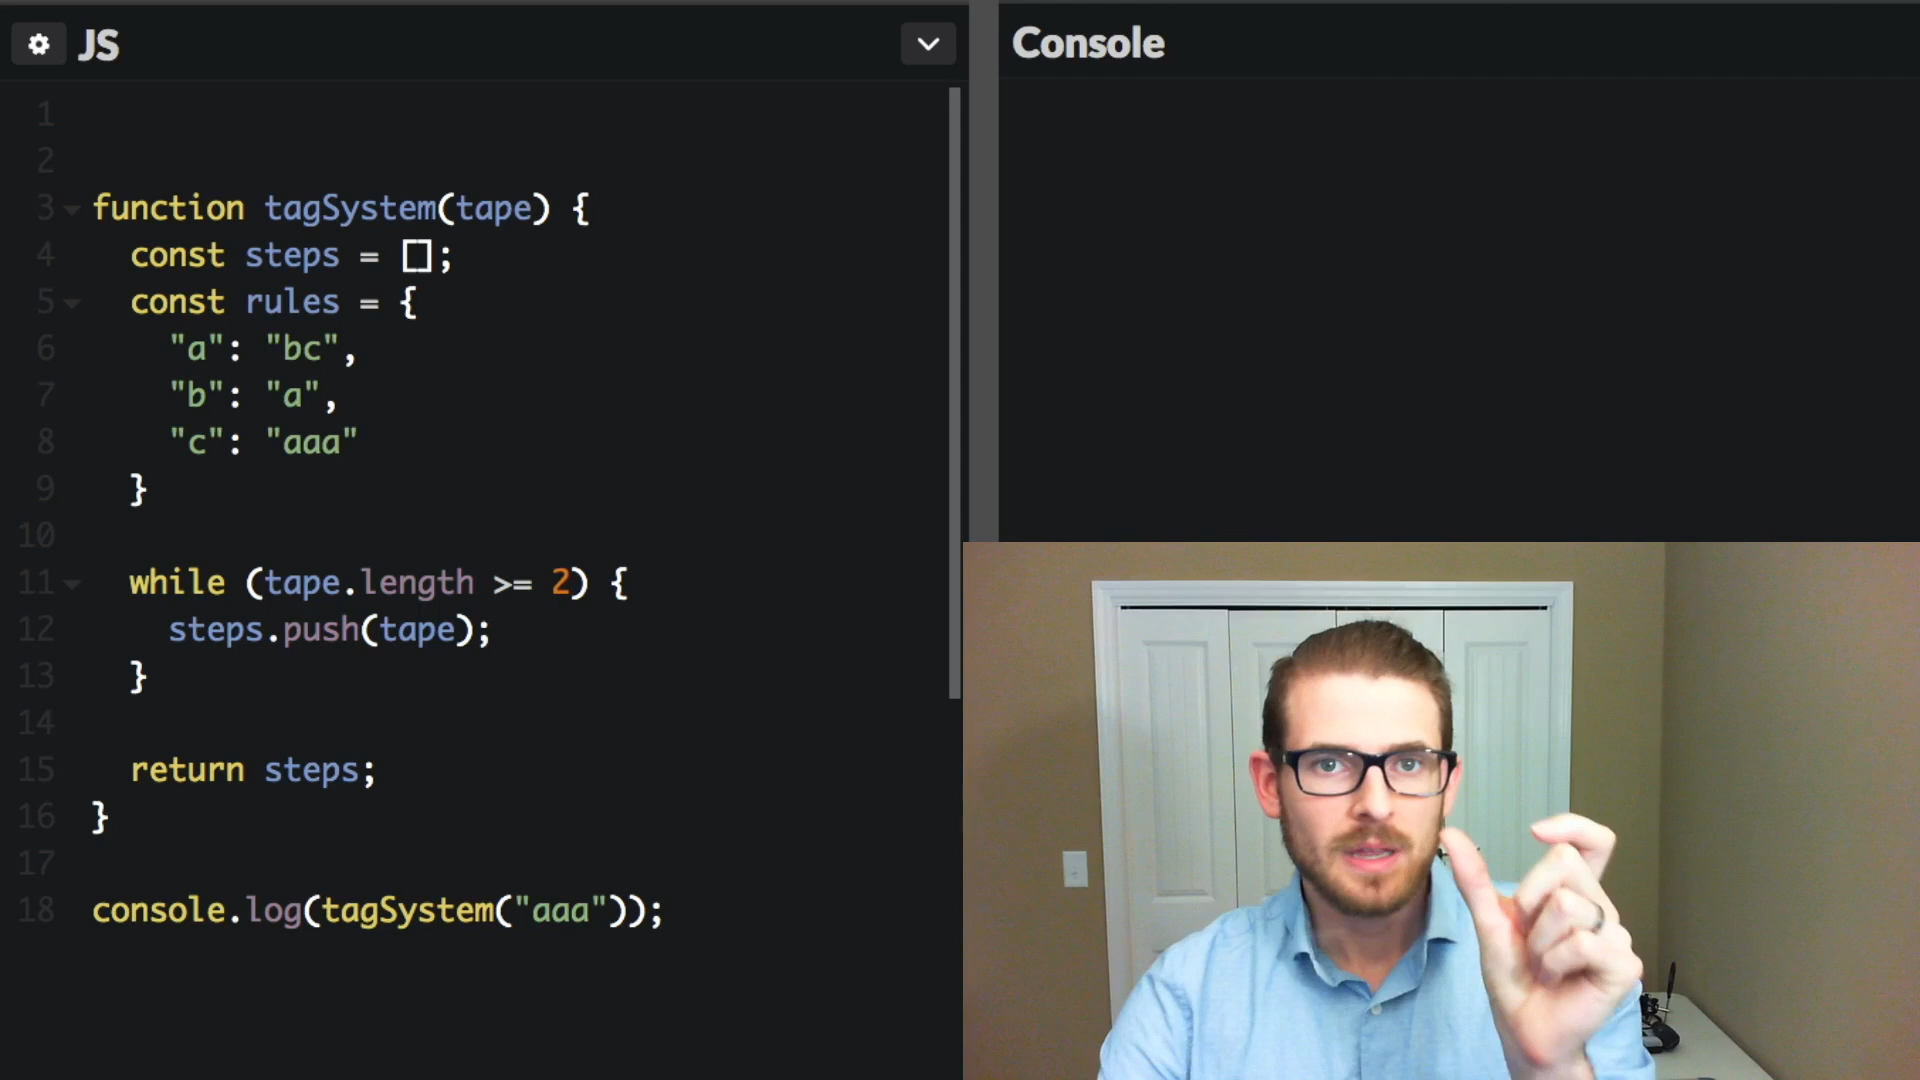 JS
1
2
3 function tagSystem(tape) {
4 const steps = [];
5 const rules = {
6 "a": "bc",
7 "b": "a",
8 "c": "aaa"
9 }
10
11 while (tape.length >= 2) {
12 steps.push(tape);
13 }
14
15 return steps;
16 }
17
18 console.log(tagSystem("aaa"));
Console